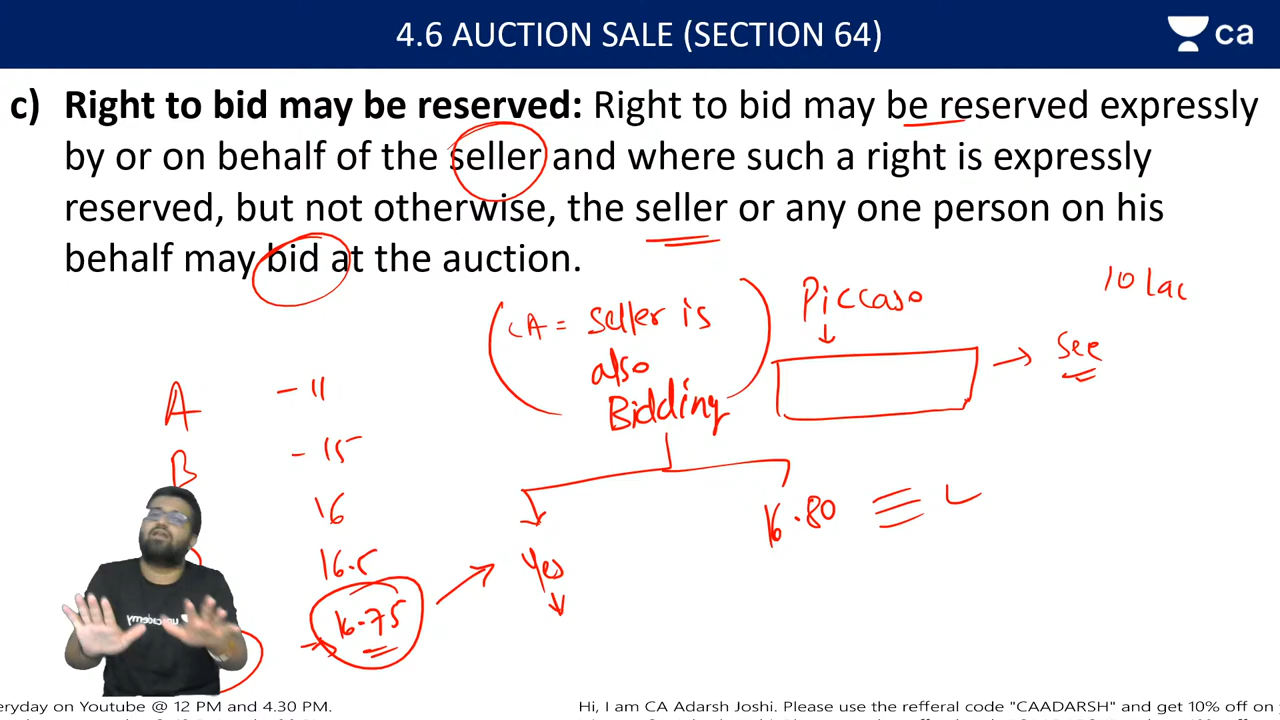 4.6 AUCTION SALE (SECTION 64)
ca
c) Right to bid may be reserved: Right to bid may be reserved expressly
by or on behalf of the seller and where such a right is expressly
reserved, but not otherwise, the seller or any one person on his
behalf may bid at the auction.
10 Lac
Piccaso
(A = Seller is
also
Bidding
See
A - 11
B - 15
16
16.5
16.75
Yes
16.80
unacademy
eryday on Youtube @ 12 PM and 4.30 PM.
Hi, I am CA Adarsh Joshi. Please use the refferal code "CAADARSH" and get 10% off on